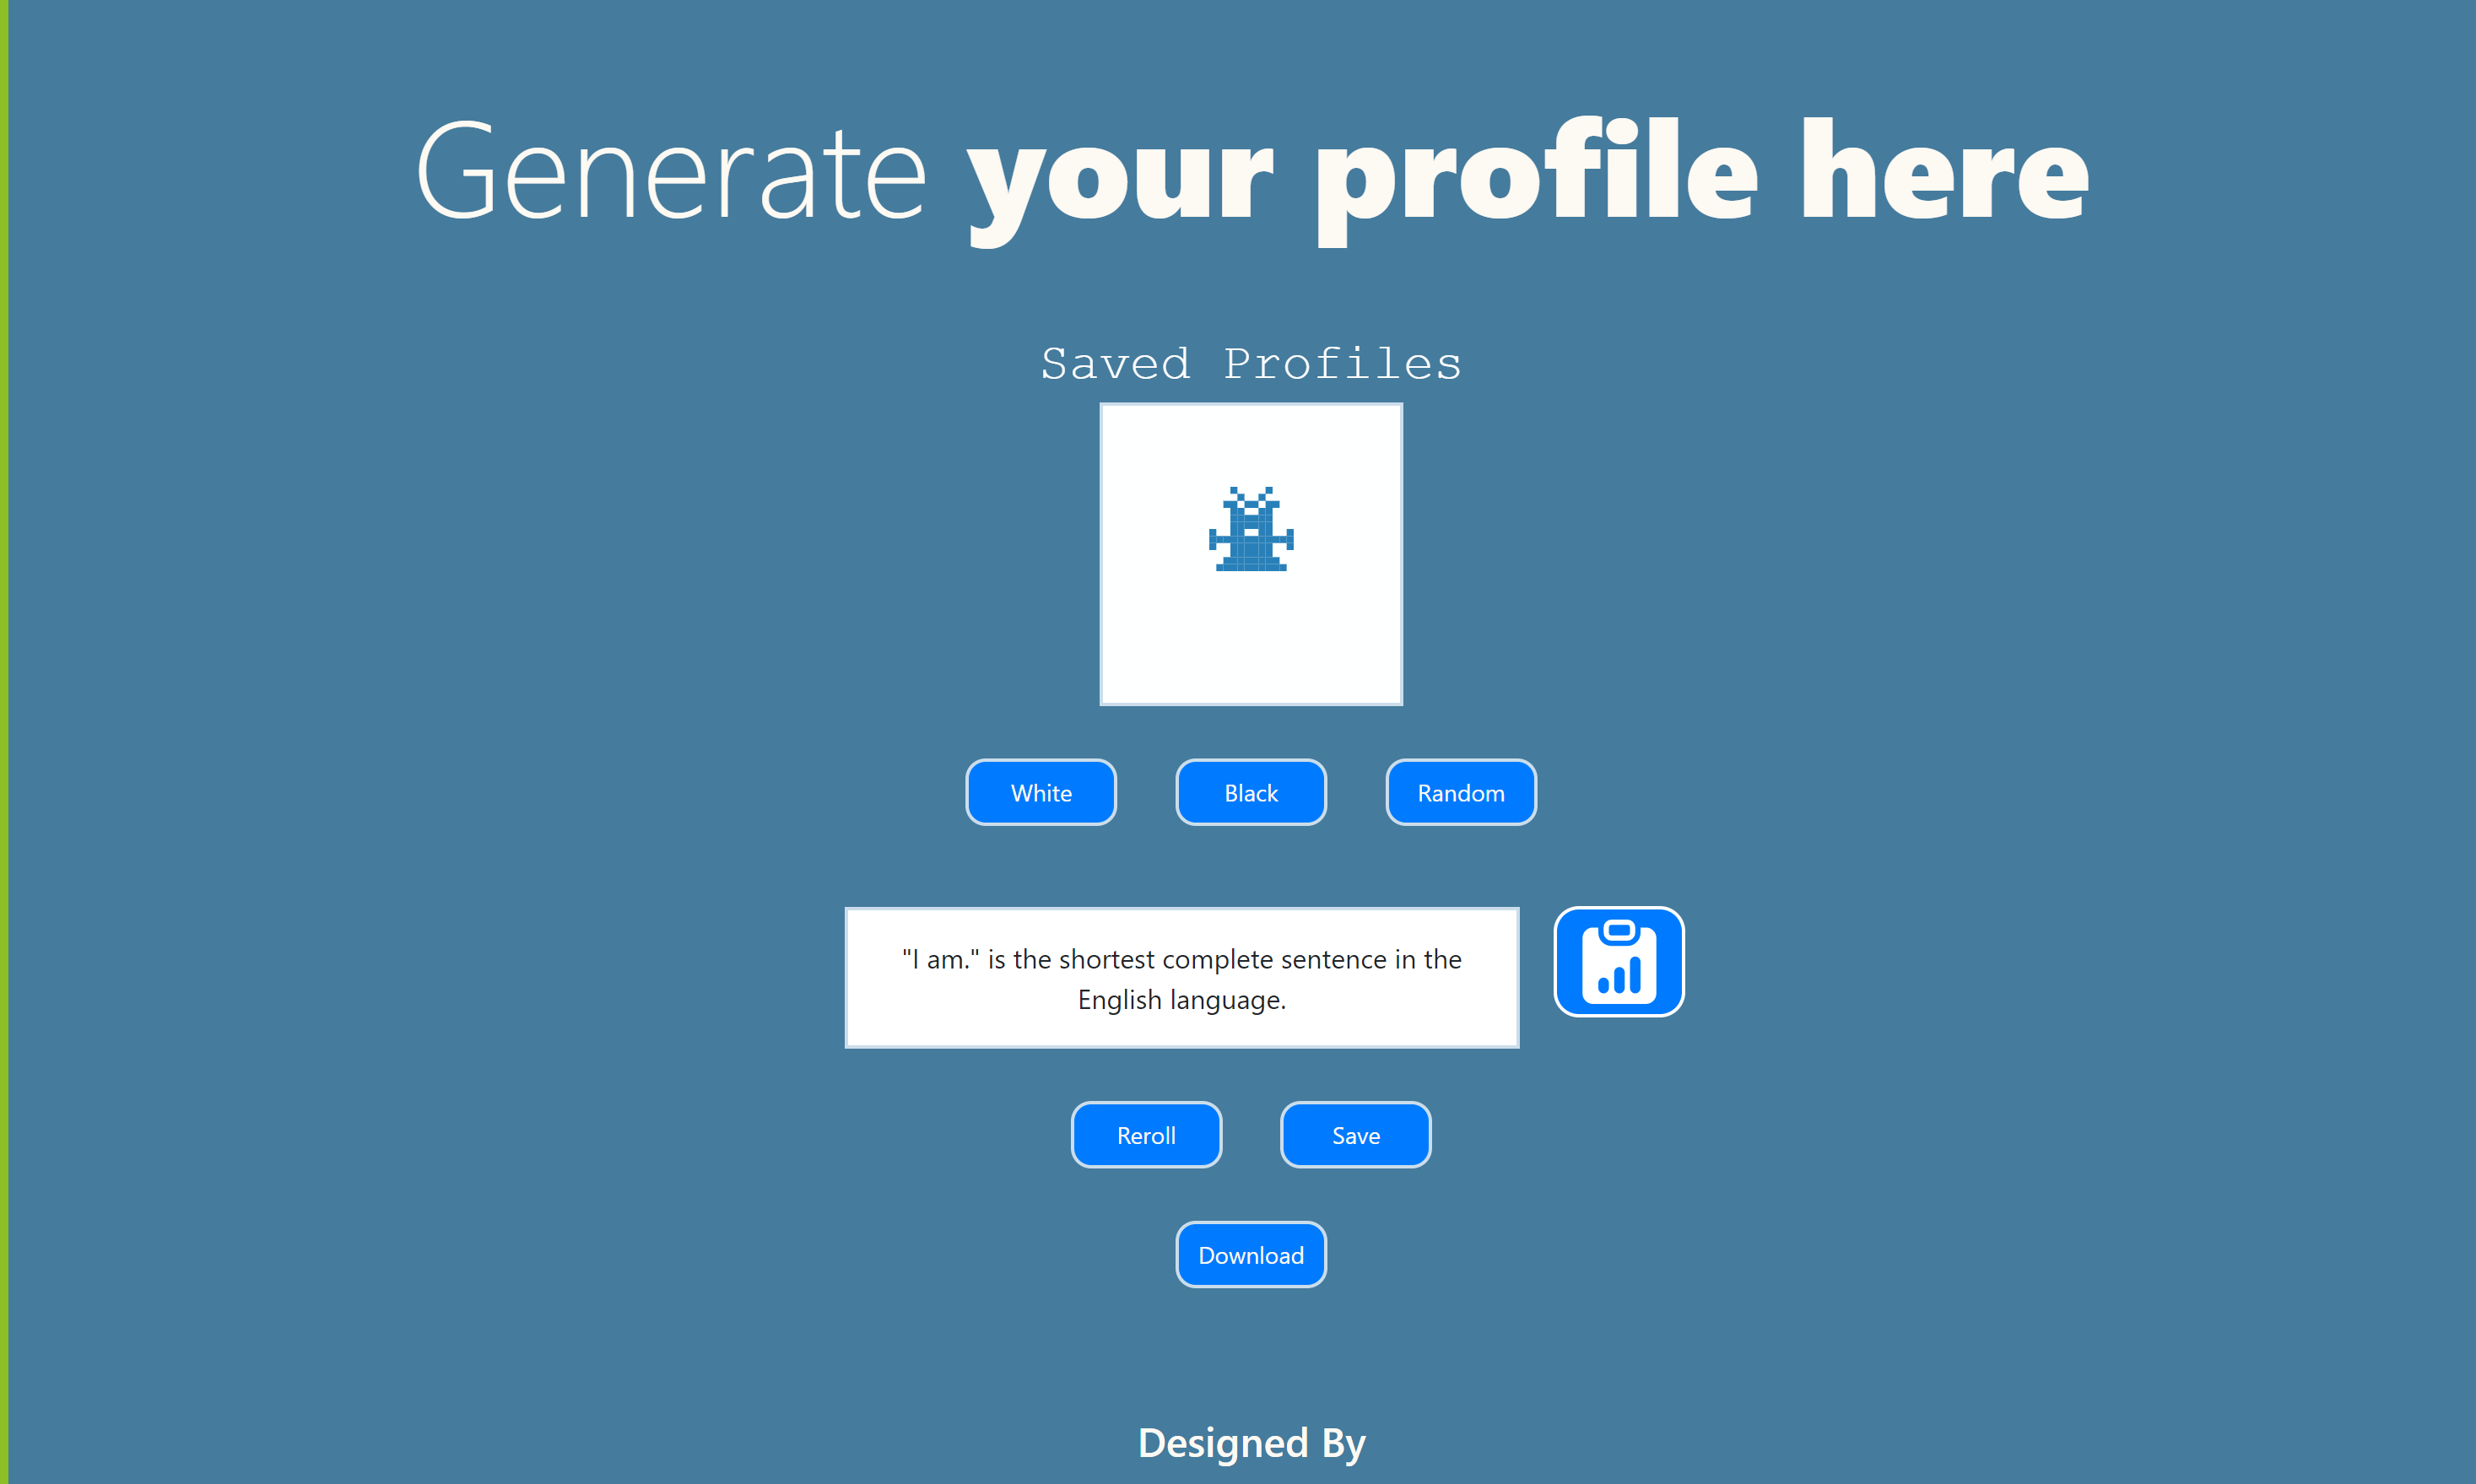 Generate your profile here
Saved Profiles
White Black Random
"I am." is the shortest complete sentence in the
English language.
Reroll Save
Download
Designed By